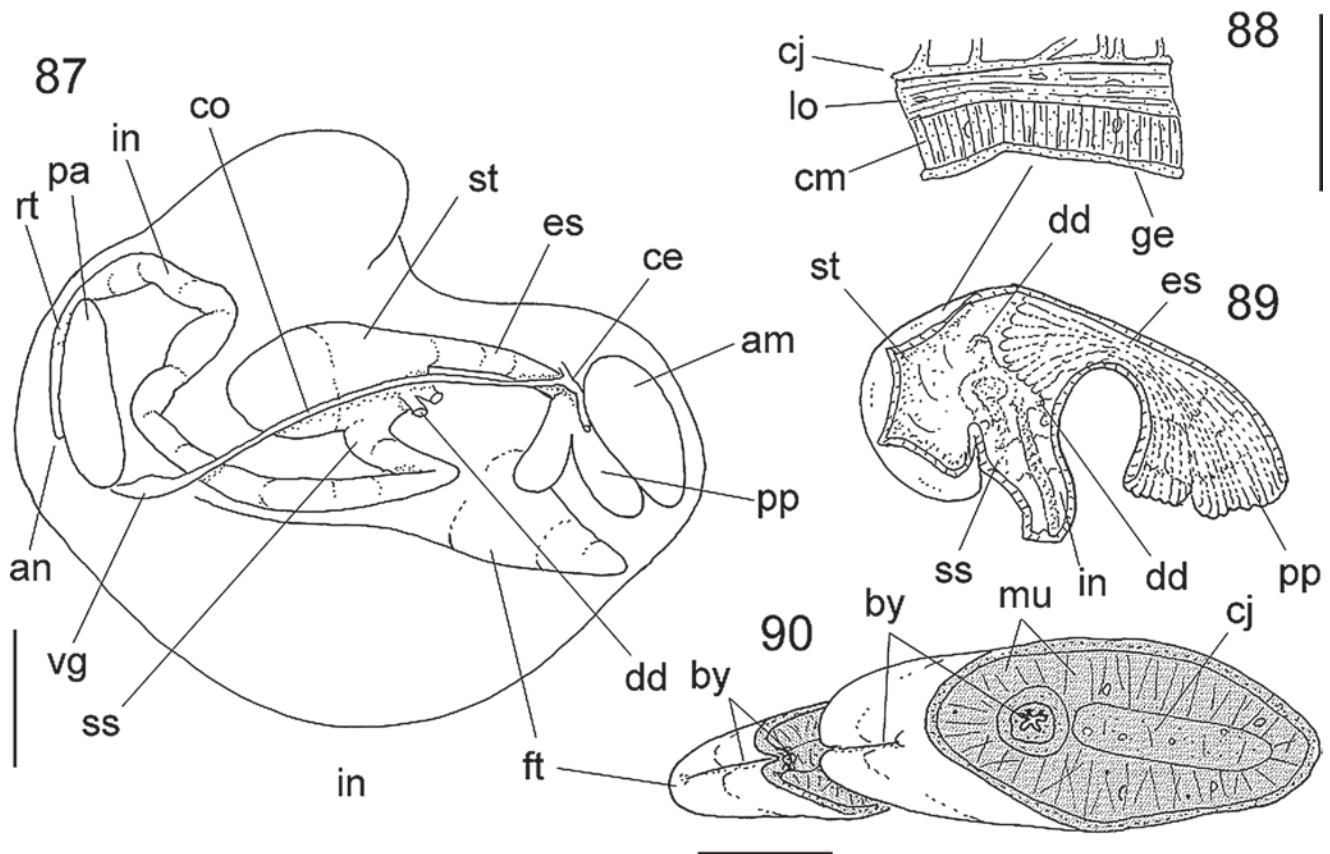 87
co
in
pa
rt
st
es
ce
am
pp
an
vg
ss
dd
ft
in
88
cj
lo
cm
ge
89
st
dd
es
ss
in
dd
pp
90
by
by
mu
cj